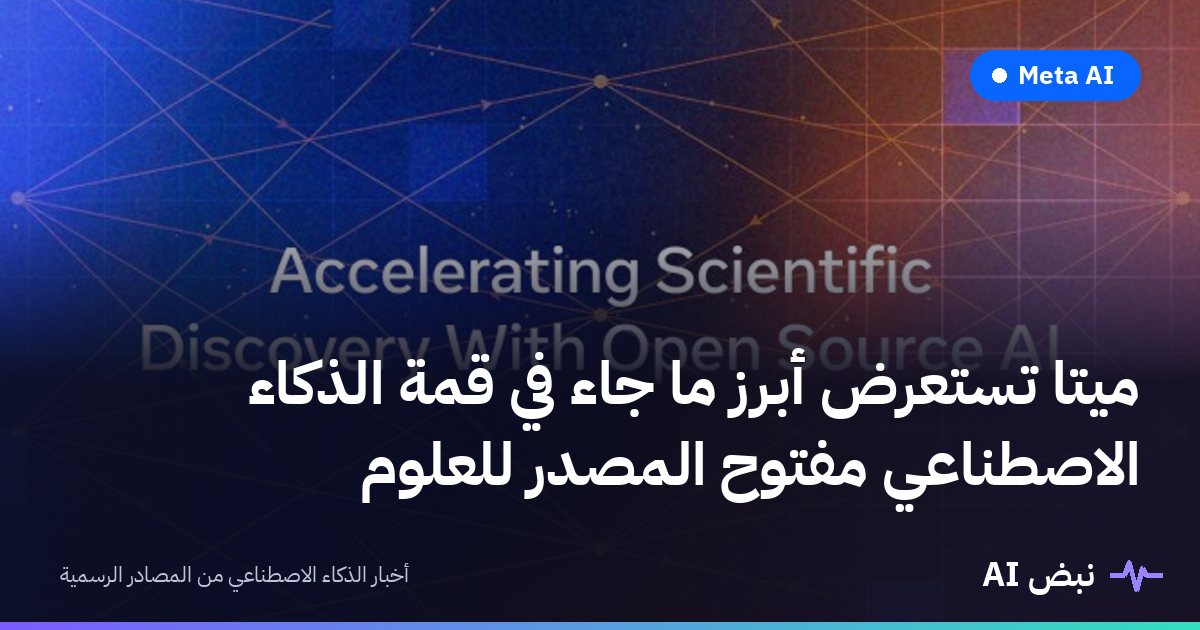 Meta AI
Accelerating Scientific
Discovery With Open Source AI
ميتا تستعرض أبرز ما جاء في قمة الذكاء
الاصطناعي مفتوح المصدر للعلوم
نبض AI
أخبار الذكاء الاصطناعي من المصادر الرسمية